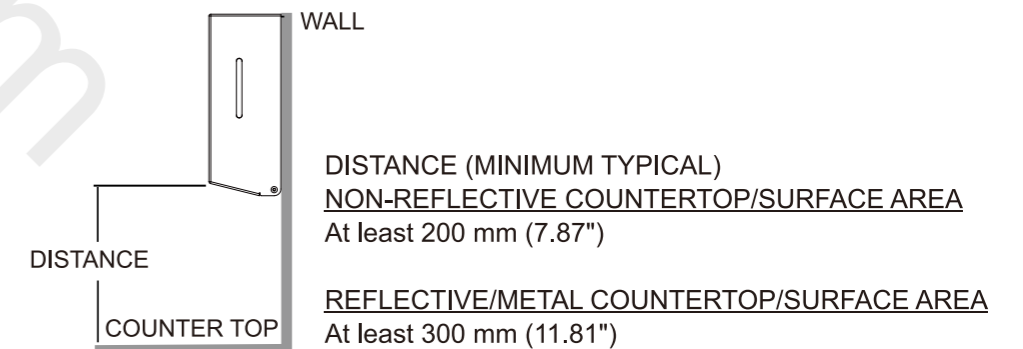 WALL
DISTANCE (MINIMUM TYPICAL)
NON-REFLECTIVE COUNTERTOP/SURFACE AREA
At least 200 mm (7.87")
DISTANCE
REFLECTIVE/METAL COUNTERTOP/SURFACE AREA
COUNTER TOP
At least 300 mm (11.81")